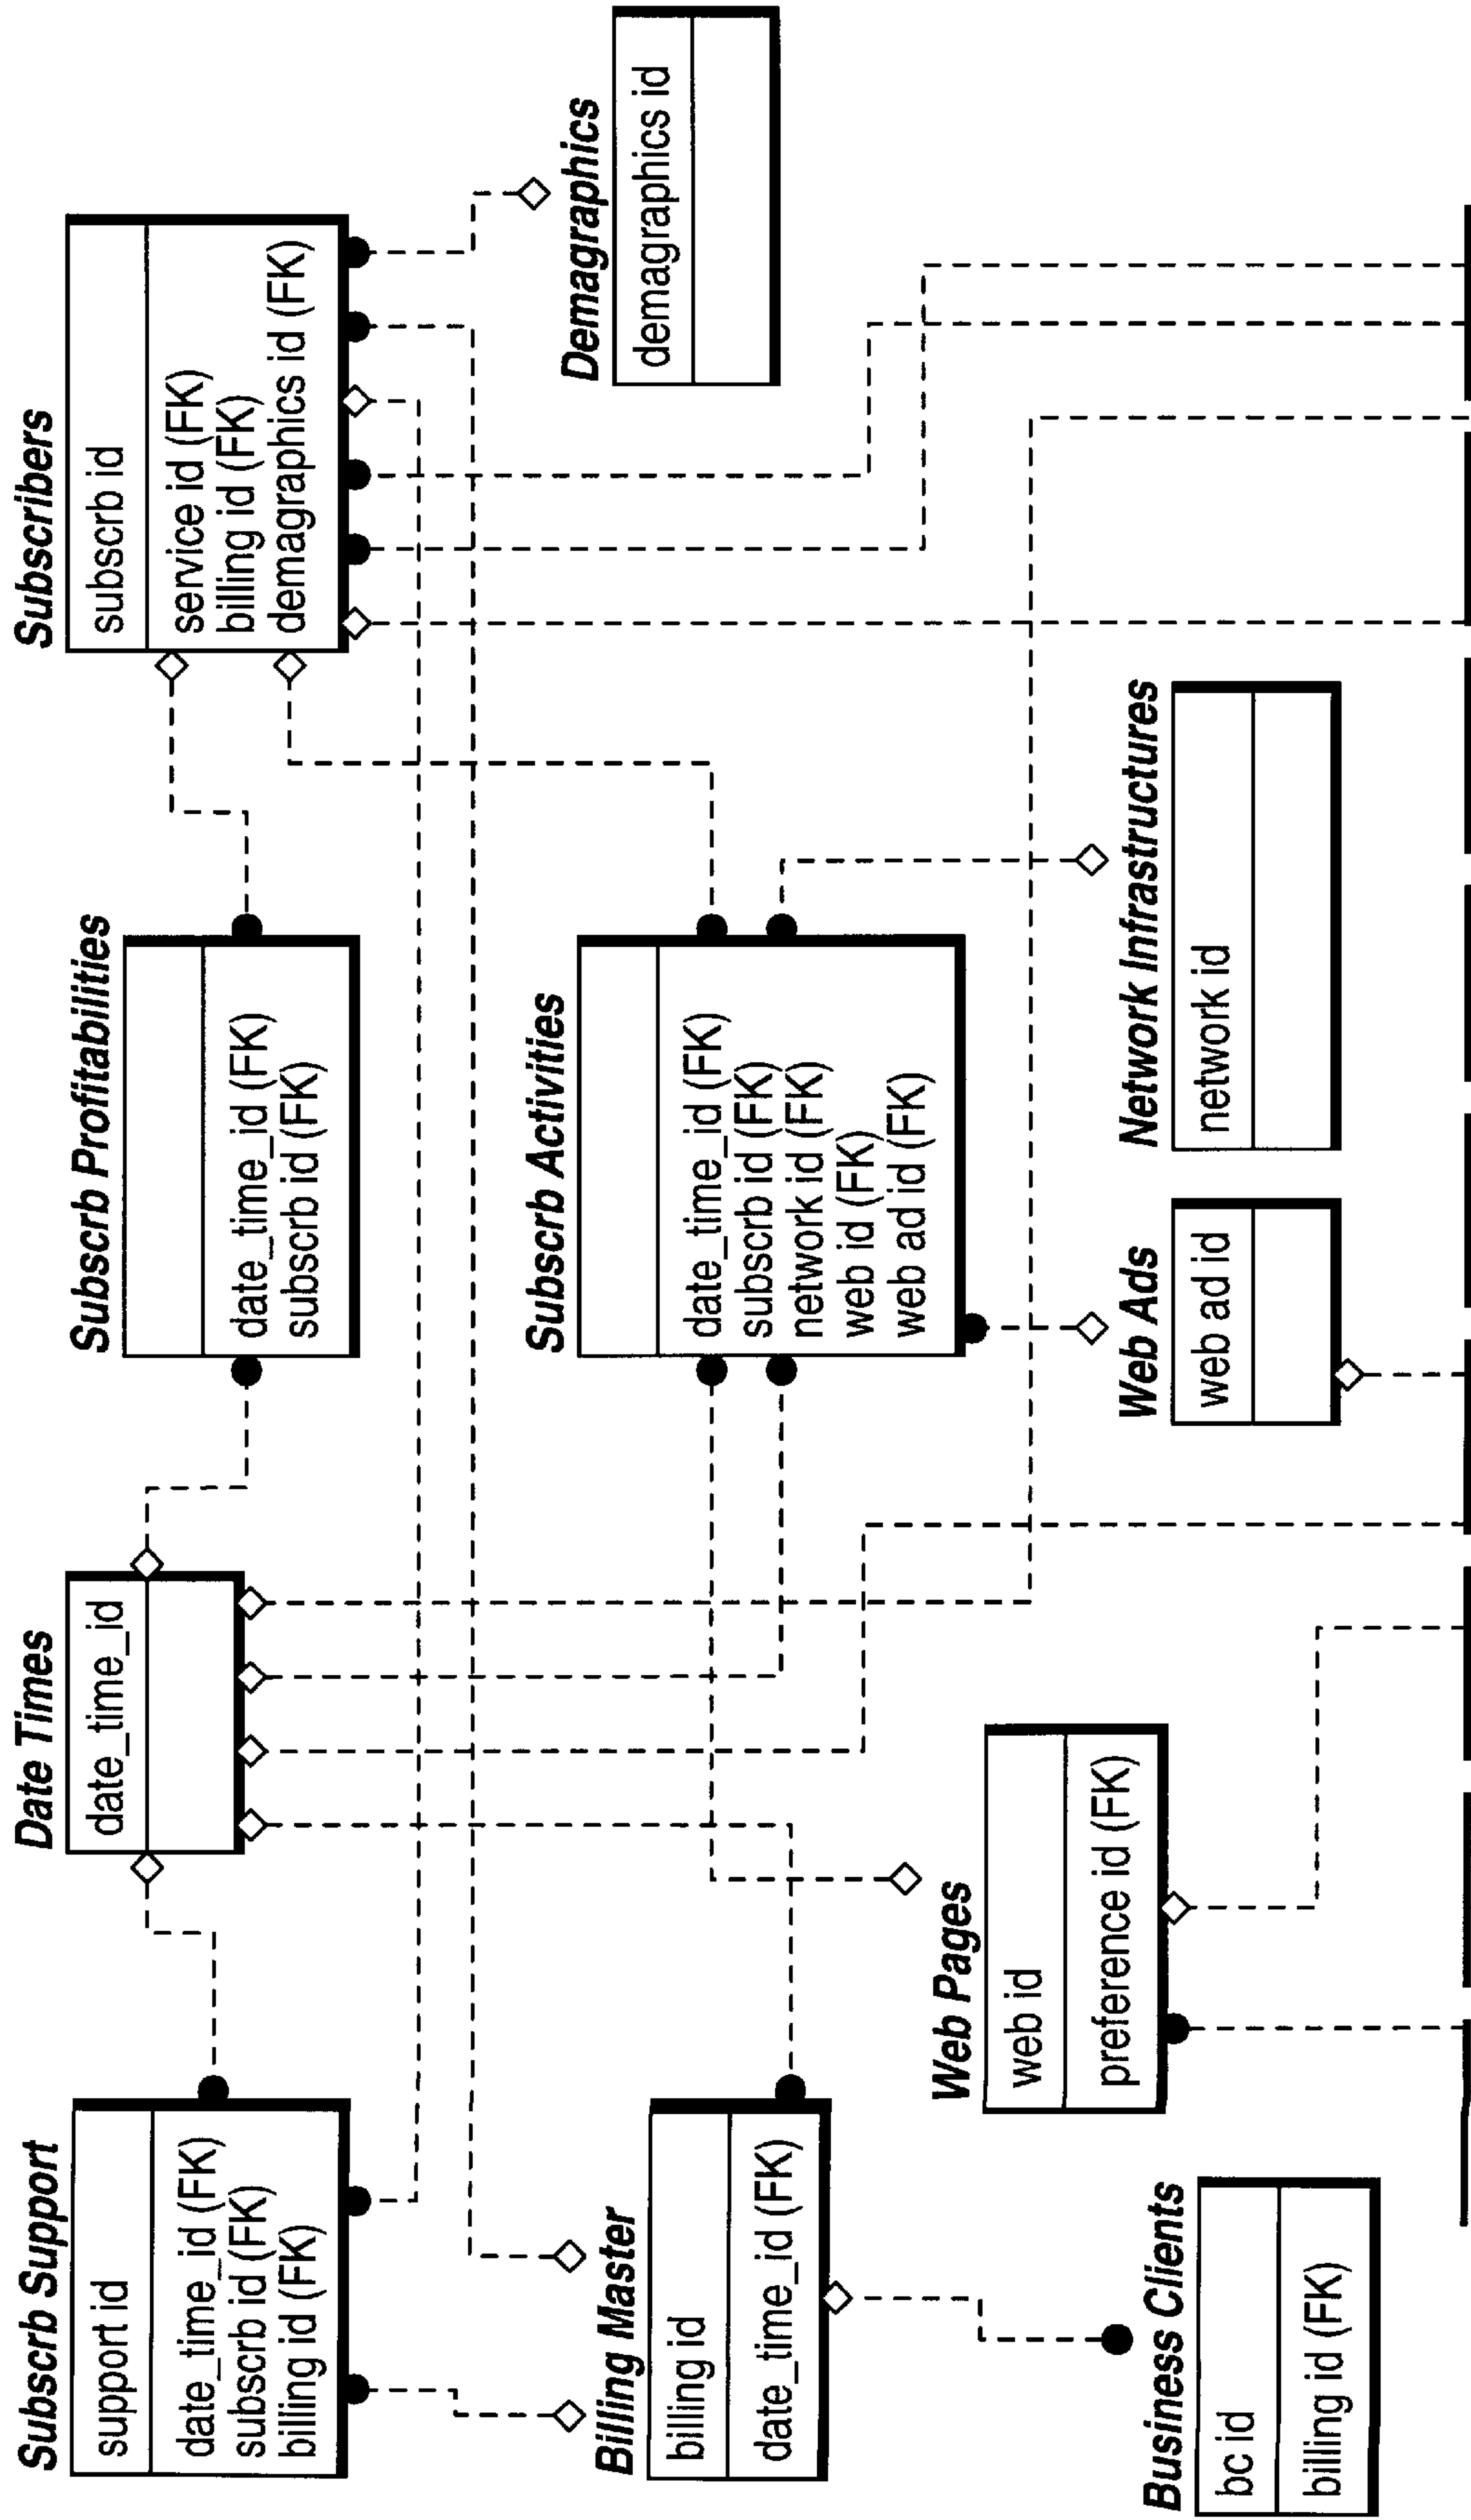 Subscrb Support
support id
date_time_id (FK)
subscrb id (FK)
billing id (FK)
Date Times
date_time_id
Subscrb Profitabilities
date_time_id (FK)
subscrb id (FK)
Subscribers
subscrb id
service id (FK)
billing id (FK)
demagraphics id (FK)
Billing Master
billing id
date_time_id (FK)
Subscrb Activities
date_time_id (FK)
subscrb id (FK)
network id (FK)
web id (FK)
web ad id (FK)
Demagraphics
demagraphics id
Web Pages
web id
preference id (FK)
Business Clients
bc id
billing id (FK)
Web Ads
web ad id
Network Infrastructures
network id